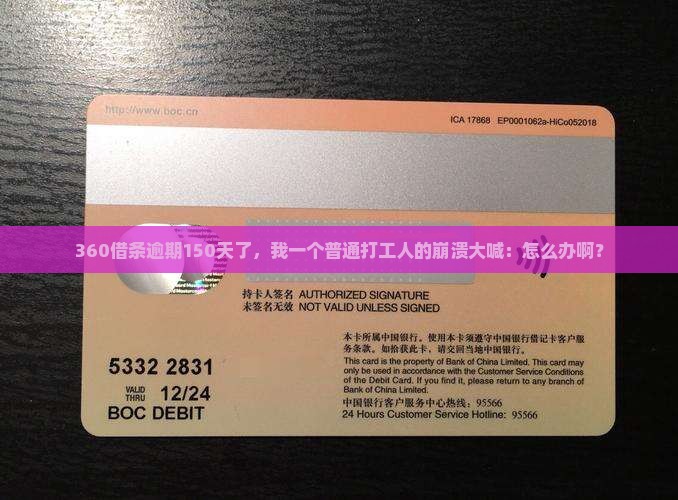 http://www.boc.cn
ICA 17868 EP0001062a-HiCo052018
360借条逾期150天了，我一个普通打工人的崩溃大喊：怎么办啊？
持卡人签名 AUTHORIZED SIGNATURE
未签名无效 NOT VALID UNLESS SIGNED
本卡所属中国银行。使用本卡须遵守中国银行借记卡客户服
务条款。如拾获此卡，请交回当地中国银行。
This card is the property of Bank of China Limited. This card may
only be used in accordance with the Customer Service Conditions
of the Debit Card. If you find it, please return to any branch of
Bank of China Limited.
中国银行客户服务中心热线：95566
24 Hours Customer Service Hotline: 95566
5332 2831
VALID
THRU 12/24
BOC DEBIT